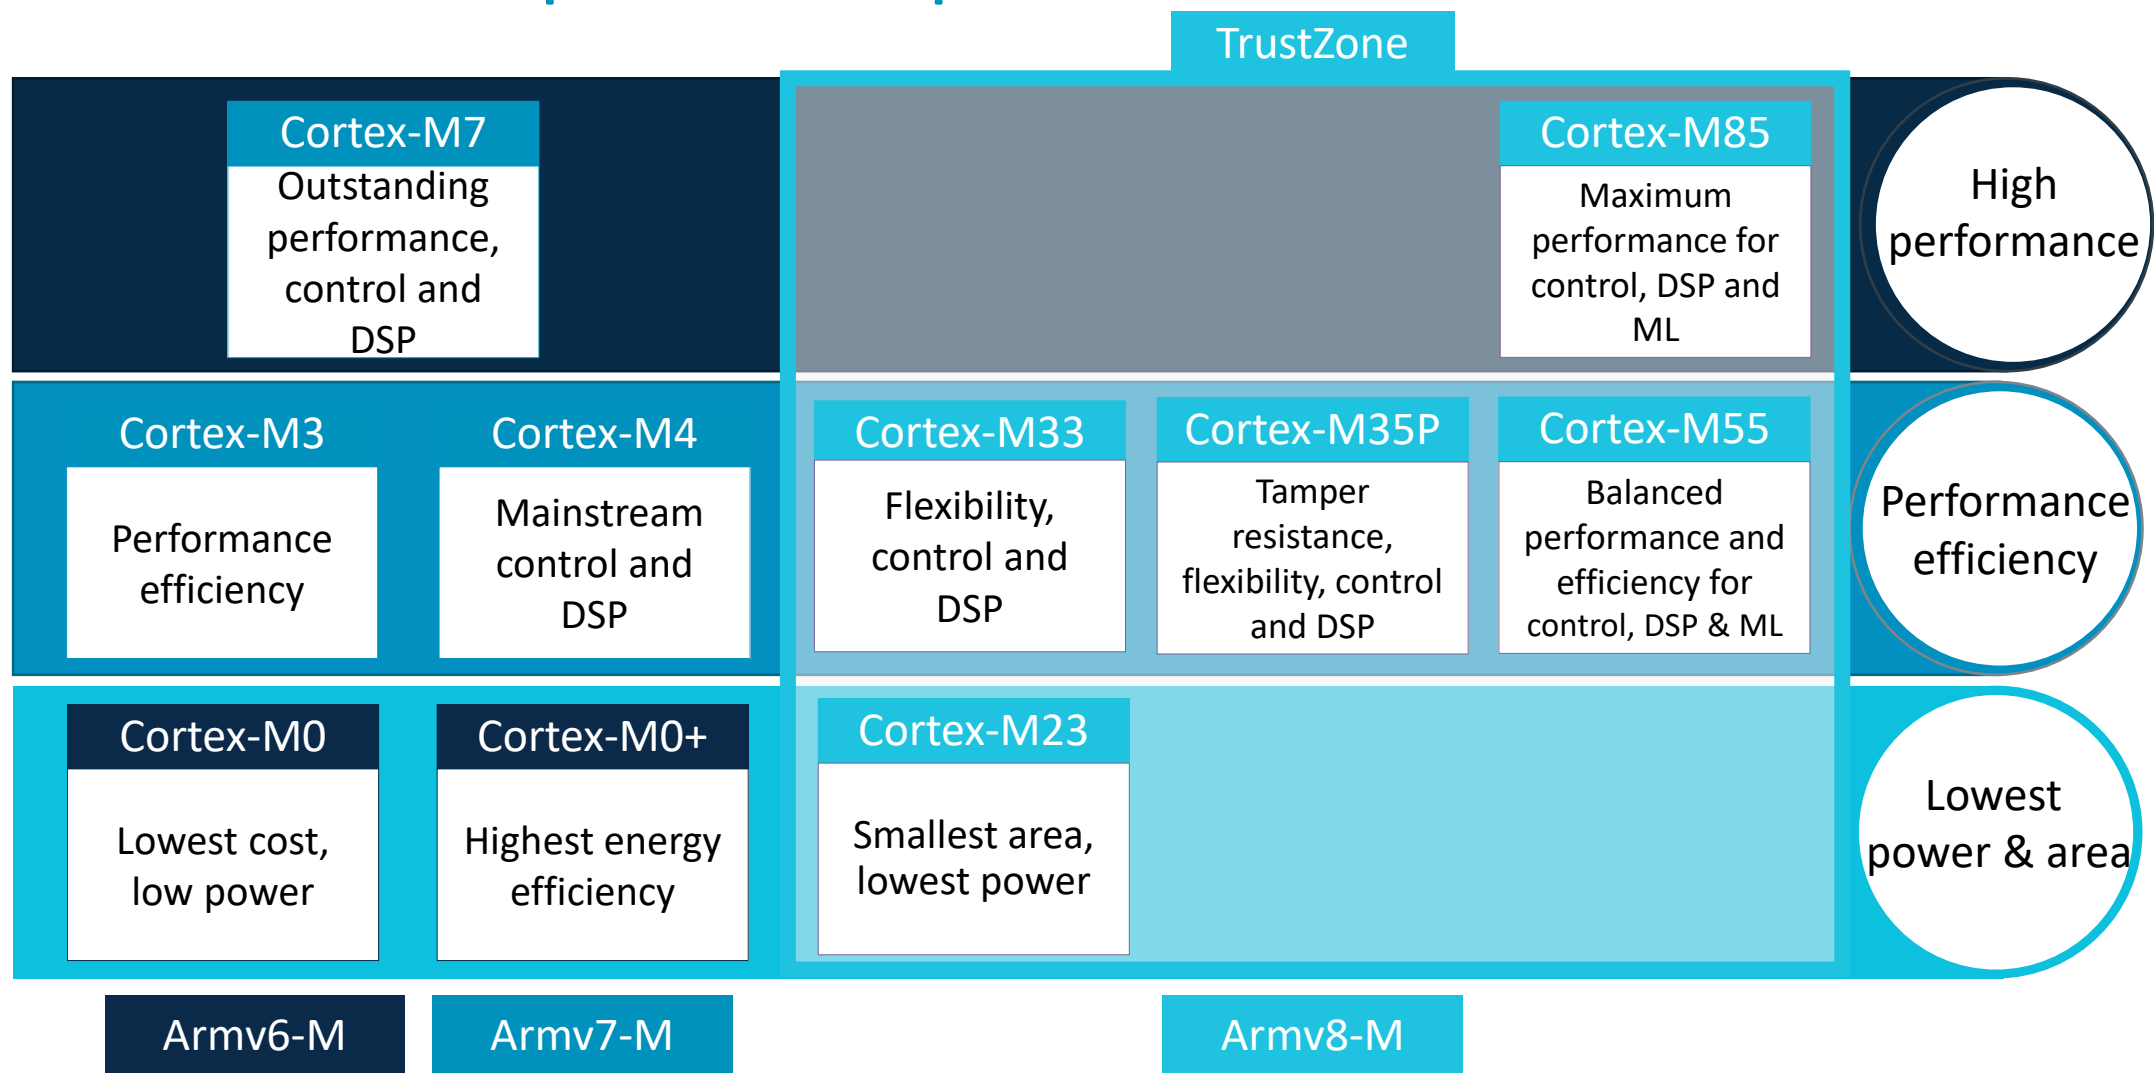 TrustZone
Cortex-M7
Outstanding
performance,
control and
DSP
Cortex-M85
Maximum
performance for
control, DSP and
ML
High
performance
Cortex-M3
Performance
efficiency
Cortex-M4
Mainstream
control and
DSP
Cortex-M33
Flexibility,
control and
DSP
Cortex-M35P
Tamper
resistance,
flexibility, control
and DSP
Cortex-M55
Balanced
performance and
efficiency for
control, DSP & ML
Performance
efficiency
Cortex-M0
Lowest cost,
low power
Cortex-M0+
Highest energy
efficiency
Cortex-M23
Smallest area,
lowest power
Lowest
power & area
Armv6-M
Armv7-M
Armv8-M